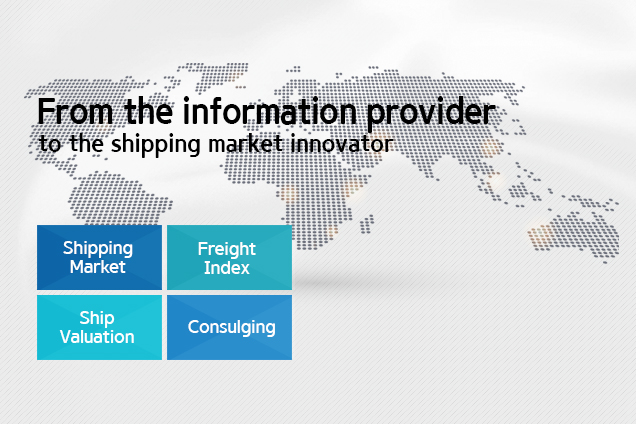 From the information provider
to the shipping market innovator
Shipping
Market
Freight
Index
Ship
Valuation
Consulging